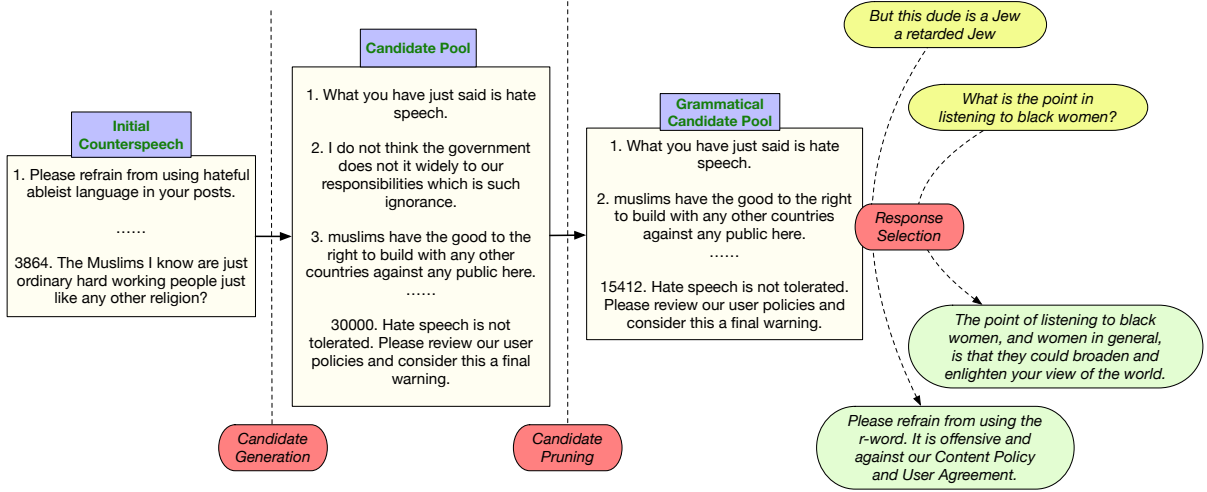 Initial
Counterspeech
1. Please refrain from using hateful
ableist language in your posts.
......
3864. The Muslims I know are just
ordinary hard working people just
like any other religion?
Candidate
Generation
Candidate Pool
1. What you have just said is hate
speech.
2. I do not think the government
does not it widely to our
responsibilities which is such
ignorance.
3. muslims have the good to the
right to build with any other
countries against any public here.
......
30000. Hate speech is not
tolerated. Please review our user
policies and consider this a final
warning.
Candidate
Pruning
Grammatical
Candidate Pool
1. What you have just said is hate
speech.
2. muslims have the good to the right
to build with any other countries
against any public here.
......
15412. Hate speech is not tolerated.
Please review our user policies and
consider this a final warning.
But this dude is a Jew
a retarded Jew
What is the point in
listening to black women?
Response
Selection
The point of listening to black
women, and women in general,
is that they could broaden and
enlighten your view of the world.
Please refrain from using the
r-word. It is offensive and
against our Content Policy
and User Agreement.